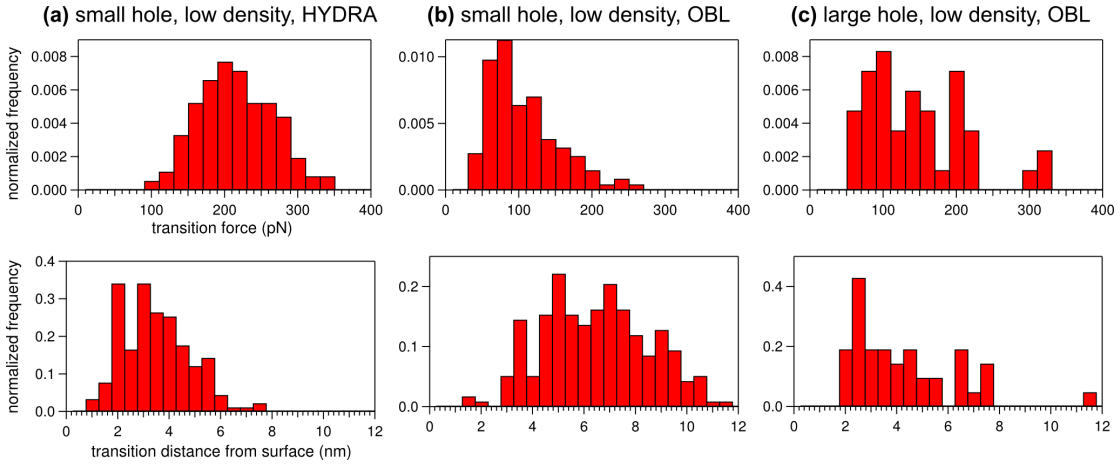 (a) small hole, low density, HYDRA
(b) small hole, low density, OBL
(c) large hole, low density, OBL
normalized frequency
0.008
0.006
0.004
0.002
0.000
0 100 200 300 400
transition force (pN)
0.010
0.005
0.000
0 100 200 300 400
0.008
0.006
0.004
0.002
0.000
0 100 200 300 400
normalized frequency
0.4
0.3
0.2
0.1
0.0
0 2 4 6 8 10 12
transition distance from surface (nm)
0.2
0.1
0.0
0 2 4 6 8 10 12
0.4
0.2
0.0
0 2 4 6 8 10 12